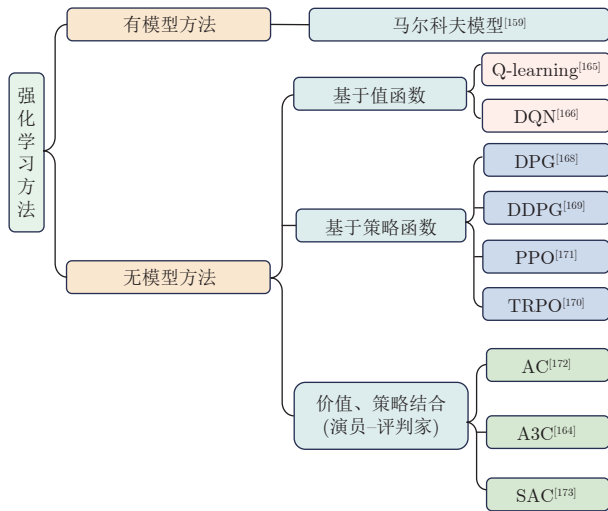 强化学习方法
有模型方法
马尔科夫模型[159]
无模型方法
基于值函数
Q-learning[165]
DQN[166]
基于策略函数
DPG[168]
DDPG[169]
PPO[171]
TRPO[170]
价值、策略结合
(演员–评判家)
AC[172]
A3C[164]
SAC[173]